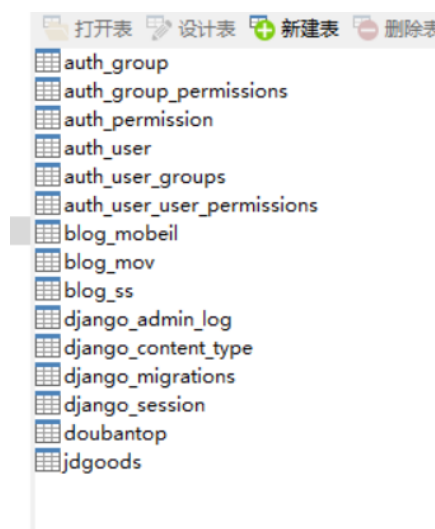 打开表 设计表 新建表 删除表
auth_group
auth_group_permissions
auth_permission
auth_user
auth_user_groups
auth_user_user_permissions
blog_mobeil
blog_mov
blog_ss
django_admin_log
django_content_type
django_migrations
django_session
doubantop
jdgoods